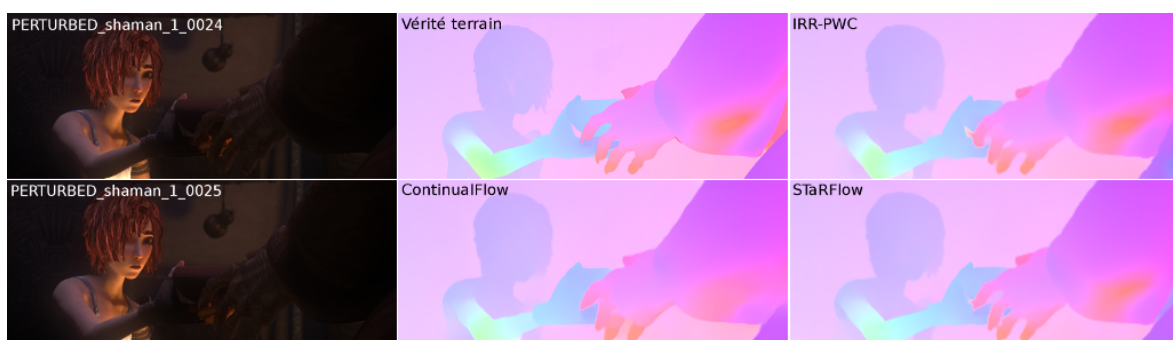 PERTURBED_shaman_1_0024
Vérité terrain
IRR-PWC
PERTURBED_shaman_1_0025
ContinualFlow
STaRFlow